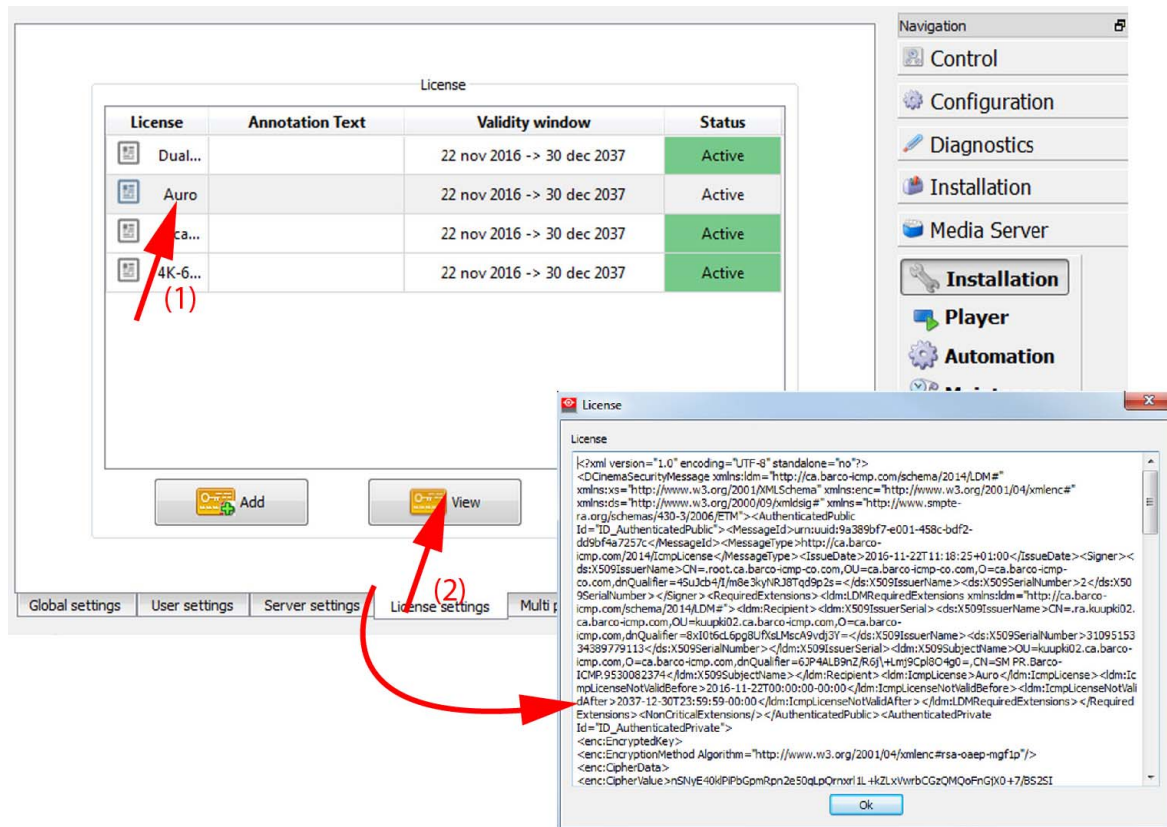 License
License Annotation Text Validity window Status
Dual... 22 nov 2016 -> 30 dec 2037 Active
Auro 22 nov 2016 -> 30 dec 2037 Active
ca... 22 nov 2016 -> 30 dec 2037 Active
4K-6... 22 nov 2016 -> 30 dec 2037 Active
(1)
Add View
(2)
Global settings User settings Server settings License settings Multi p
Navigation
Control
Configuration
Diagnostics
Installation
Media Server
Installation
Player
Automation
License
License
<?xml version="1.0" encoding="UTF-8" standalone="no"?>
<DCinemaSecurityMessage xmlns:ldm="http://ca.barco-icmp.com/schema/2014/LDM#"
xmlns:xs="http://www.w3.org/2001/XMLSchema" xmlns:enc="http://www.w3.org/2001/04/xmlenc#"
xmlns:ds="http://www.w3.org/2000/09/xmldsig#" xmlns="http://www.smpte-
ra.org/schemas/430-3/2006/ETM"><AuthenticatedPublic
Id="ID_AuthenticatedPublic"><MessageId>urn:uuid:9a389bf7-e001-458c-bdf2-
dd9bf4a7257c</MessageId><MessageType>http://ca.barco-
icmp.com/2014/IcmpLicense</MessageType><IssueDate>2016-11-22T11:18:25+01:00</IssueDate><Signer><
ds:X509IssuerName>CN=.root.ca.barco-icmp-co.com,OU=ca.barco-icmp-co.com,O=ca.barco-icmp-
co.com,dnQualifier=4SuJcb4/I/m8e3kyNRJ8Tqd9p2s=</ds:X509IssuerName><ds:X509SerialNumber>2</ds:X50
9SerialNumber></Signer><RequiredExtensions><ldm:LDMRequiredExtensions xmlns:ldm="http://ca.barco-
icmp.com/schema/2014/LDM#"><ldm:Recipient><ldm:X509IssuerSerial><ds:X509IssuerName>CN=.ra.kuupki02.
ca.barco-icmp.com,OU=kuupki02.ca.barco-icmp.com,O=ca.barco-
icmp.com,dnQualifier=8xI0t6cL6pg8UfXsLMscA9vdj3Y=</ds:X509IssuerName><ds:X509SerialNumber>31095153
34389779113</ds:X509SerialNumber></ldm:X509IssuerSerial><ldm:X509SubjectName>OU=kuupki02.ca.barco-
icmp.com,O=ca.barco-icmp.com,dnQualifier=6JP4ALB9nZ/R6j\+Lmj9Cpl8O4g0=,CN=SM PR.Barco-
ICMP.9530082374</ldm:X509SubjectName></ldm:Recipient><ldm:IcmpLicense>Auro</ldm:IcmpLicense><ldm:Ic
mpLicenseNotValidBefore>2016-11-22T00:00:00-00:00</ldm:IcmpLicenseNotValidBefore><ldm:IcmpLicenseNotVali
dAfter>2037-12-30T23:59:59-00:00</ldm:IcmpLicenseNotValidAfter></ldm:LDMRequiredExtensions></Required
Extensions><NonCriticalExtensions/></AuthenticatedPublic><AuthenticatedPrivate
Id="ID_AuthenticatedPrivate">
<enc:EncryptedKey>
<enc:EncryptionMethod Algorithm="http://www.w3.org/2001/04/xmlenc#rsa-oaep-mgf1p"/>
<enc:CipherData>
Ok